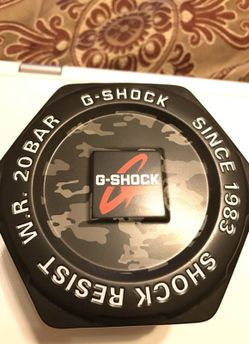 G-SHOCK
SINCE 1983
SHOCK RESIST
W.R. 20BAR
G-SHOCK